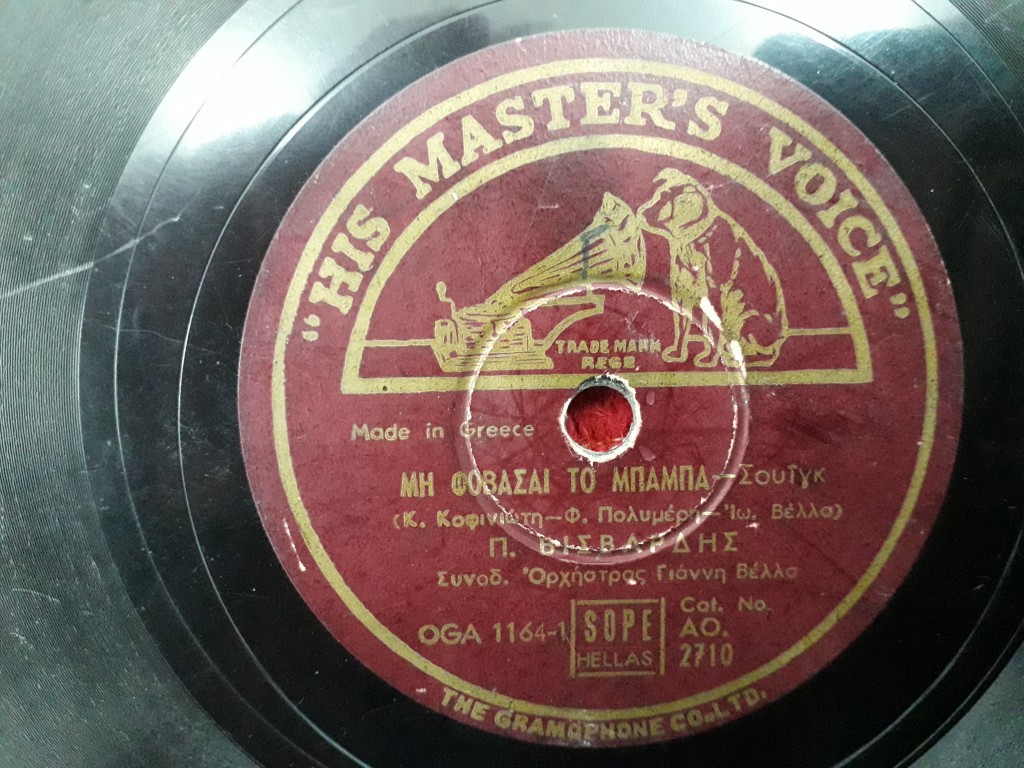 "HIS MASTER'S VOICE"
TRADE MARK
REGD
Made in Greece
ΜΗ ΦΟΒΑΣΑΙ ΤΟ ΜΠΑΜΠΑ — Σουΐγκ
(Κ. Κοφινιώτη — Φ. Πολυμέρη — Ἰω. Βέλλα)
Π. ΒΙΣΒΑΡΔΗΣ
Συνοδ. Ὀρχήστρας Γιάννη Βέλλα
OGA 1164-1
SOPE
HELLAS
Cat. No.
AO.
2710
THE GRAMOPHONE CO., LTD.